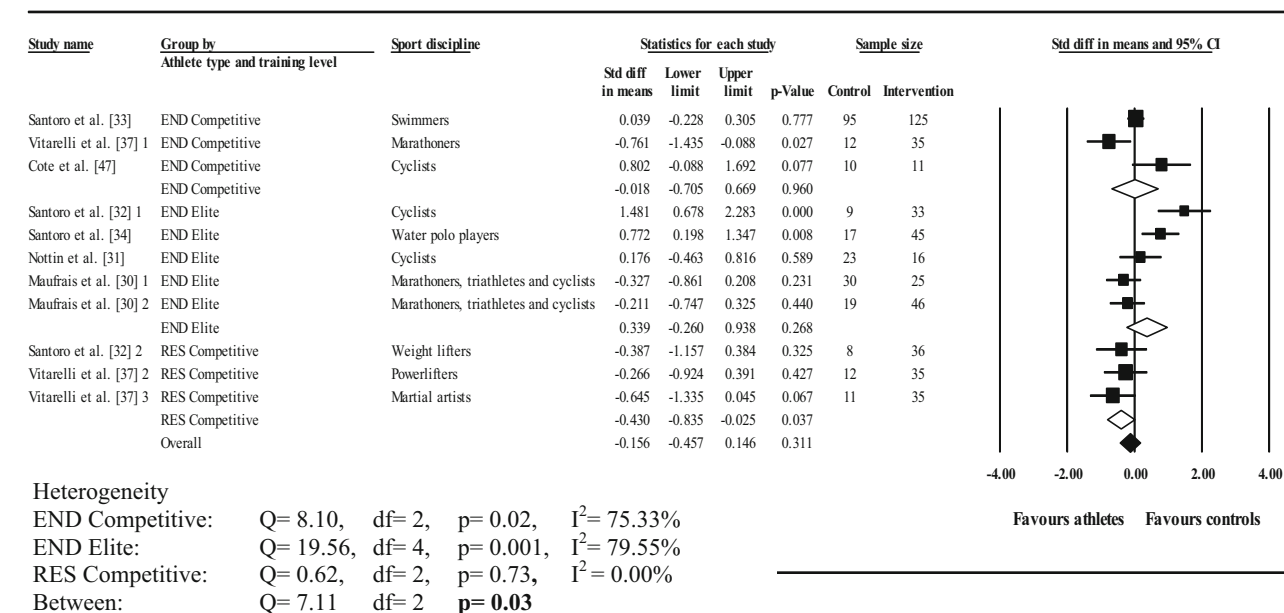 Study name Group by Sport discipline Statistics for each study Sample size Std diff in means and 95% CI
Athlete type and training level
Std diff Lower Upper
in means limit limit p-Value Control Intervention
Santoro et al. [33] END Competitive Swimmers 0.039 -0.228 0.305 0.777 95 125
Vitarelli et al. [37] 1 END Competitive Marathoners -0.761 -1.435 -0.088 0.027 12 35
Cote et al. [47] END Competitive Cyclists 0.802 -0.088 1.692 0.077 10 11
END Competitive -0.018 -0.705 0.669 0.960
Santoro et al. [32] 1 END Elite Cyclists 1.481 0.678 2.283 0.000 9 33
Santoro et al. [34] END Elite Water polo players 0.772 0.198 1.347 0.008 17 45
Nottin et al. [31] END Elite Cyclists 0.176 -0.463 0.816 0.589 23 16
Maufrais et al. [30] 1 END Elite Marathoners, triathletes and cyclists -0.327 -0.861 0.208 0.231 30 25
Maufrais et al. [30] 2 END Elite Marathoners, triathletes and cyclists -0.211 -0.747 0.325 0.440 19 46
END Elite 0.339 -0.260 0.938 0.268
Santoro et al. [32] 2 RES Competitive Weight lifters -0.387 -1.157 0.384 0.325 8 36
Vitarelli et al. [37] 2 RES Competitive Powerlifters -0.266 -0.924 0.391 0.427 12 35
Vitarelli et al. [37] 3 RES Competitive Martial artists -0.645 -1.335 0.045 0.067 11 35
RES Competitive -0.430 -0.835 -0.025 0.037
Overall -0.156 -0.457 0.146 0.311
-4.00 -2.00 0.00 2.00 4.00
Favours athletes Favours controls
Heterogeneity
END Competitive: Q= 8.10, df= 2, p= 0.02, I²= 75.33%
END Elite: Q= 19.56, df= 4, p= 0.001, I²= 79.55%
RES Competitive: Q= 0.62, df= 2, p= 0.73, I²= 0.00%
Between: Q= 7.11 df= 2 p= 0.03